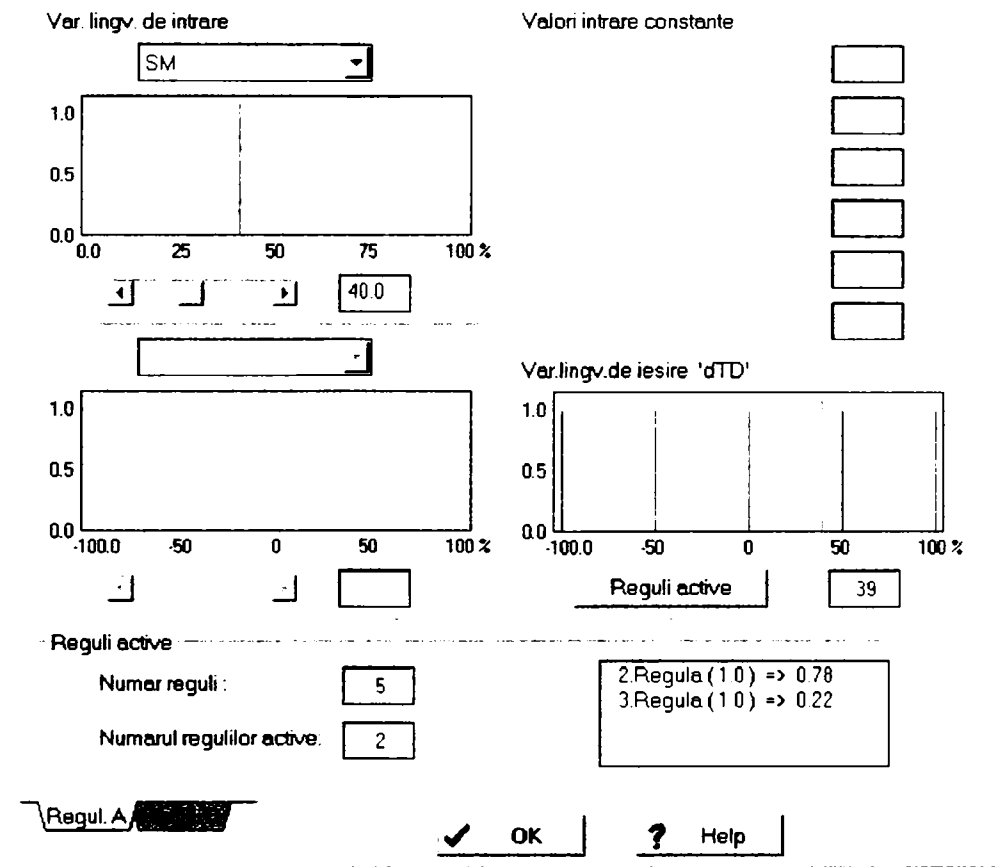 Var. lingv. de intrare
SM
1.0
0.5
0.0
0.0 25 50 75 100 %
40.0
1.0
0.5
0.0
-100.0 -50 0 50 100 %
Valori intrare constante
Var.lingv.de iesire 'dTD'
1.0
0.5
0.0
-100.0 -50 0 50 100 %
Reguli active 39
Reguli active
Numar reguli : 5
Numarul regulilor active: 2
2.Regula ( 1.0 ) => 0.78
3.Regula ( 1.0 ) => 0.22
Regul. A
OK
? Help